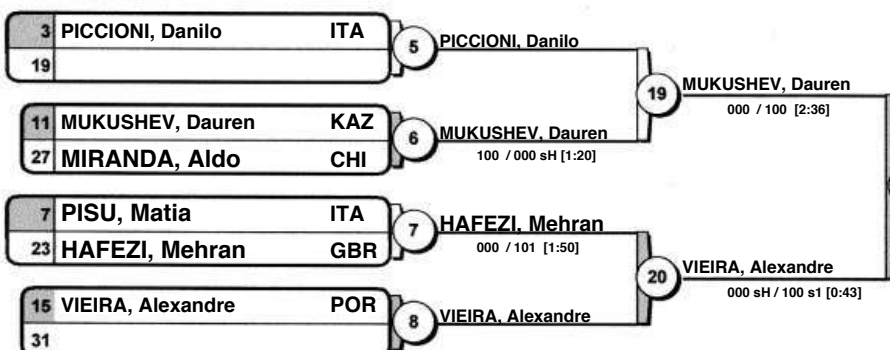 3 PICCIONI, Danilo ITA
19
5
PICCIONI, Danilo
11 MUKUSHEV, Dauren KAZ
27 MIRANDA, Aldo CHI
6
MUKUSHEV, Dauren
100 / 000 sH [1:20]
19
MUKUSHEV, Dauren
000 / 100 [2:36]
7 PISU, Matia ITA
23 HAFEZI, Mehran GBR
7
HAFEZI, Mehran
000 / 101 [1:50]
15 VIEIRA, Alexandre POR
31
8
VIEIRA, Alexandre
20
VIEIRA, Alexandre
000 sH / 100 s1 [0:43]